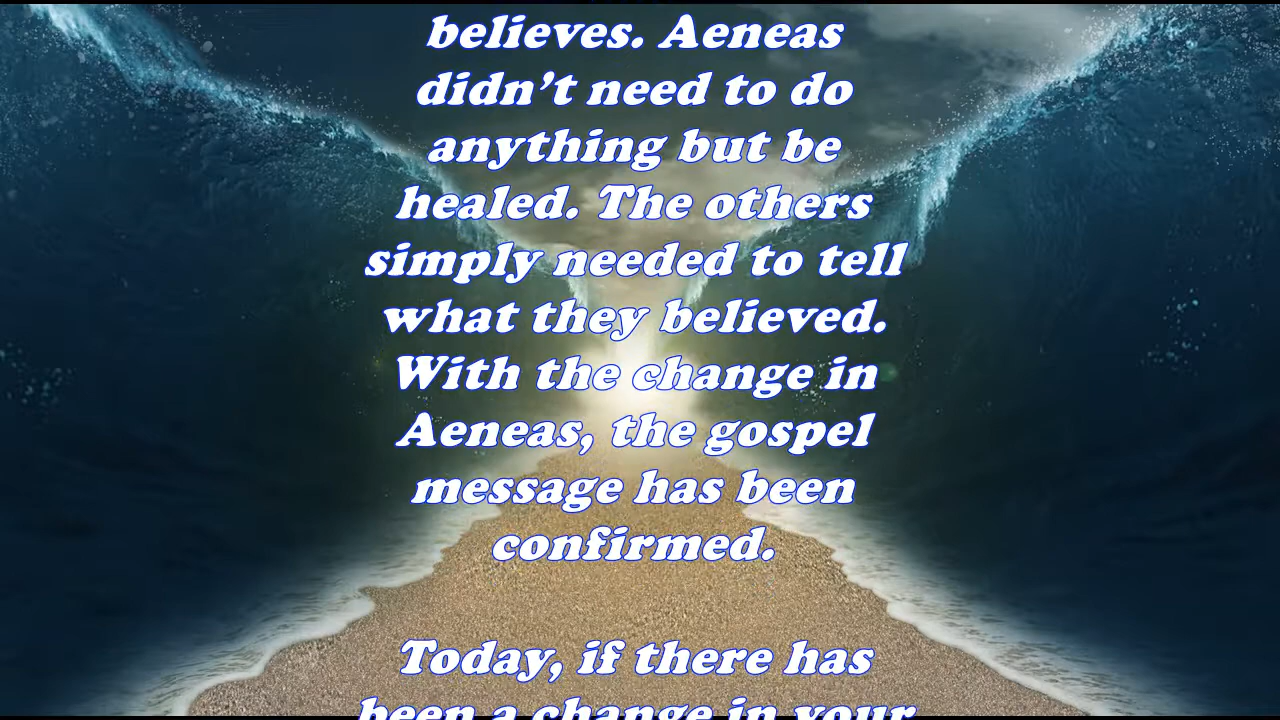 believes. Aeneas
didn’t need to do
anything but be
healed. The others
simply needed to tell
what they believed.
With the change in
Aeneas, the gospel
message has been
confirmed.
Today, if there has
been a change in your